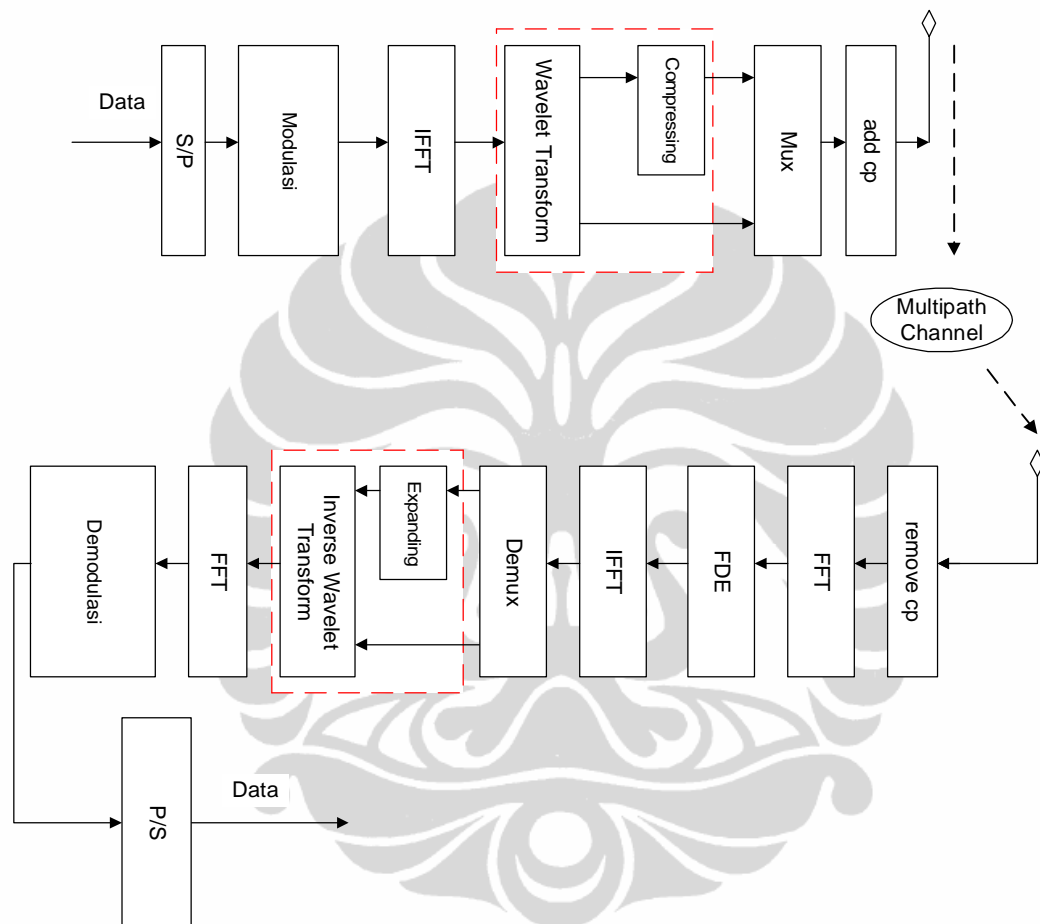 Data
S/P
Modulasi
IFFT
Wavelet Transform
Compressing
Mux
add cp
Multipath
Channel
remove cp
FFT
FDE
IFFT
Demux
Expanding
Inverse Wavelet
Transform
FFT
Demodulasi
P/S
Data